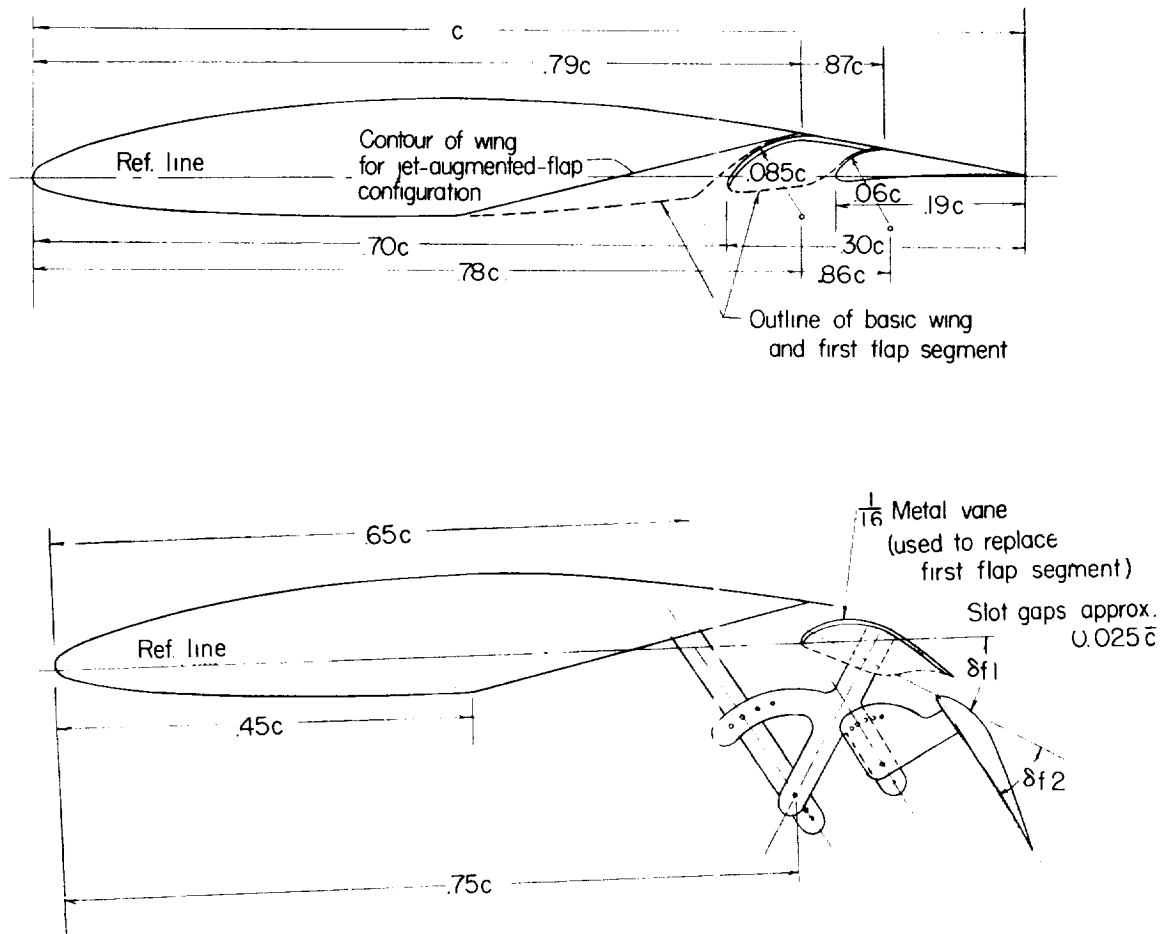 c
.79c
.87c
Contour of wing
for jet-augmented-flap
configuration
Ref. line
.085c
.06c
.19c
.70c
.30c
.78c
.86c
Outline of basic wing
and first flap segment
1/16 Metal vane
(used to replace
first flap segment)
.65c
Slot gaps approx.
0.025c̄
Ref. line
δf1
.45c
δf2
.75c